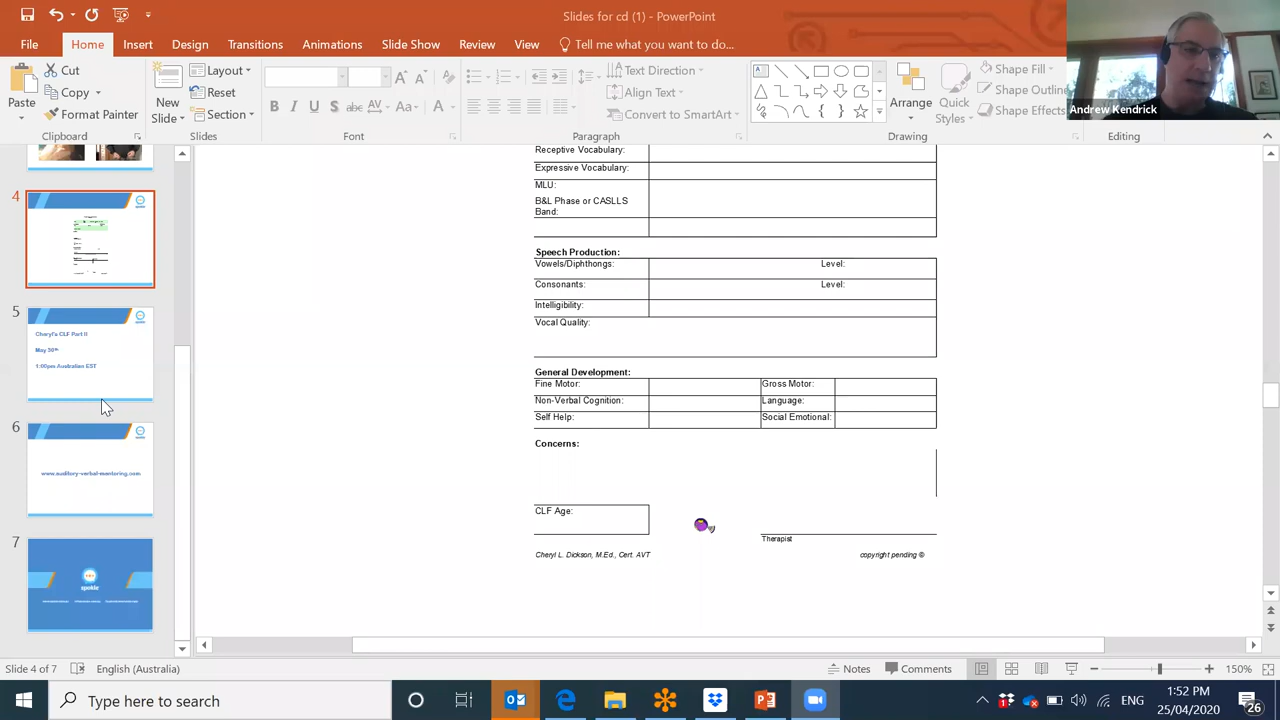 Slides for cd (1) - PowerPoint
File Home Insert Design Transitions Animations Slide Show Review View Tell me what you want to do...
Cut
Copy
Format Painter
Paste
Clipboard
New
Slide
Layout
Reset
Section
Slides
B I U S abc AV Aa
Font
Text Direction
Align Text
Convert to SmartArt
Paragraph
Arrange
Quick
Styles
Shape Fill
Shape Outline
Shape Effects
Drawing
Editing
Andrew Kendrick
4
5
Cheryl's CLF Part II
May 30th
1:00pm Australian EST
6
www.auditory-verbal-mentoring.com
7
spokle
Receptive Vocabulary:
Expressive Vocabulary:
MLU:
B&L Phase or CASLLS
Band:
Speech Production:
Vowels/Diphthongs: Level:
Consonants: Level:
Intelligibility:
Vocal Quality:
General Development:
Fine Motor: Gross Motor:
Non-Verbal Cognition: Language:
Self Help: Social Emotional:
Concerns:
CLF Age:
Therapist
Cheryl L. Dickson, M.Ed., Cert. AVT copyright pending ©
Slide 4 of 7 English (Australia) Notes Comments 150%
Type here to search
ENG
1:52 PM
25/04/2020
26